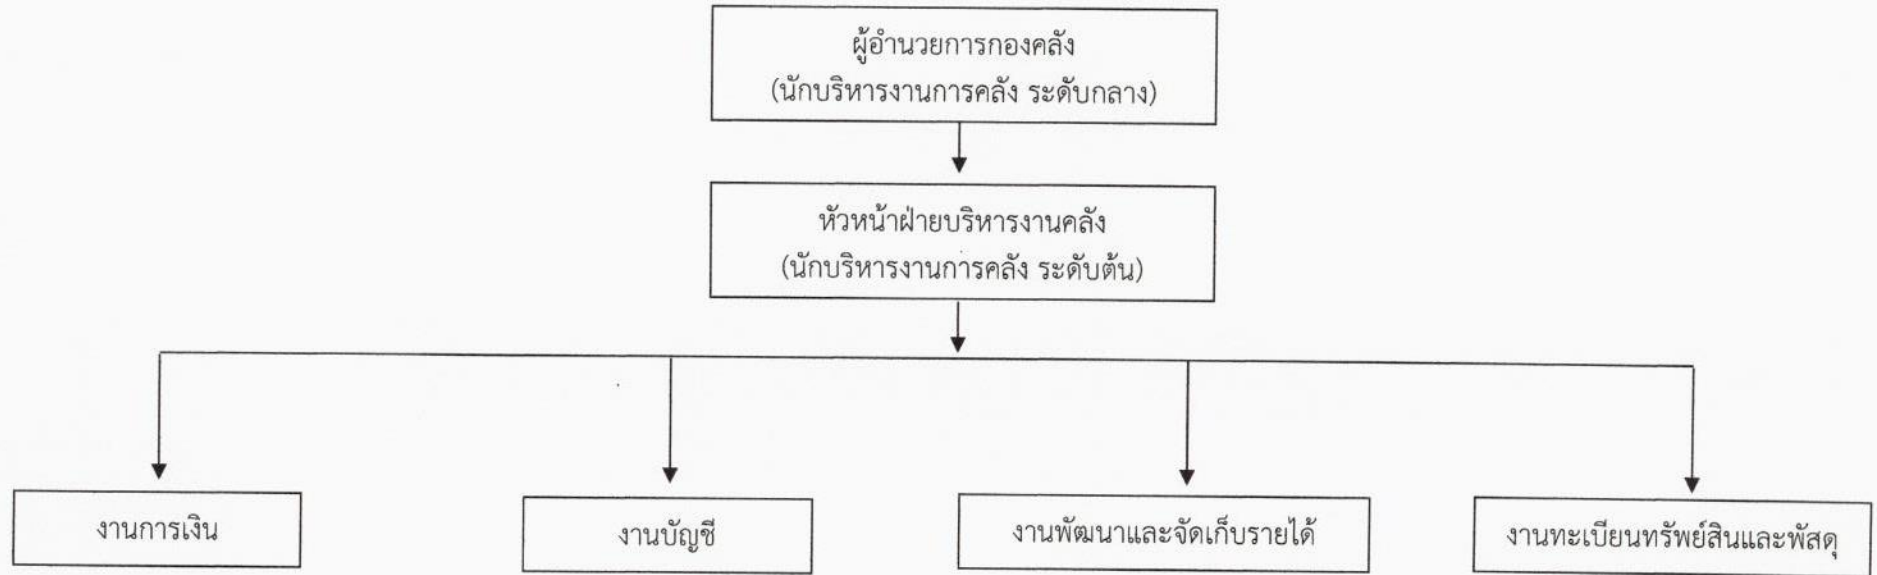 ผู้อำนวยการกองคลัง
(นักบริหารงานการคลัง ระดับกลาง)
หัวหน้าฝ่ายบริหารงานคลัง
(นักบริหารงานการคลัง ระดับต้น)
งานการเงิน
งานบัญชี
งานพัฒนาและจัดเก็บรายได้
งานทะเบียนทรัพย์สินและพัสดุ